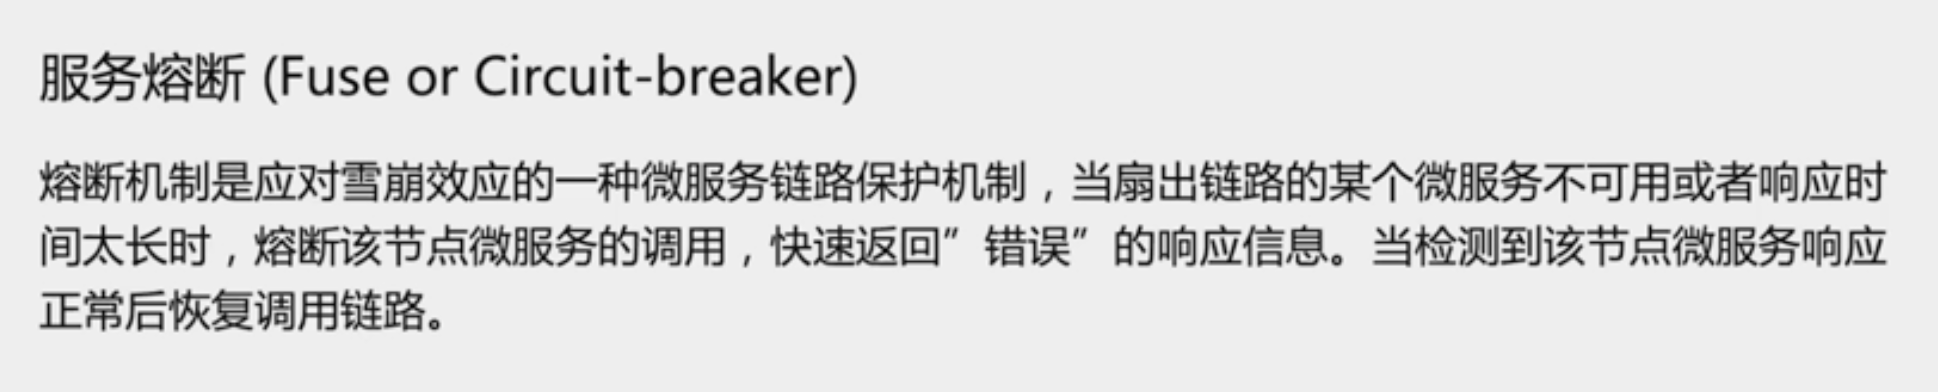 服务熔断 (Fuse or Circuit-breaker)
熔断机制是应对雪崩效应的一种微服务链路保护机制，当扇出链路的某个微服务不可用或者响应时
间太长时，熔断该节点微服务的调用，快速返回”错误”的响应信息。当检测到该节点微服务响应
正常后恢复调用链路。